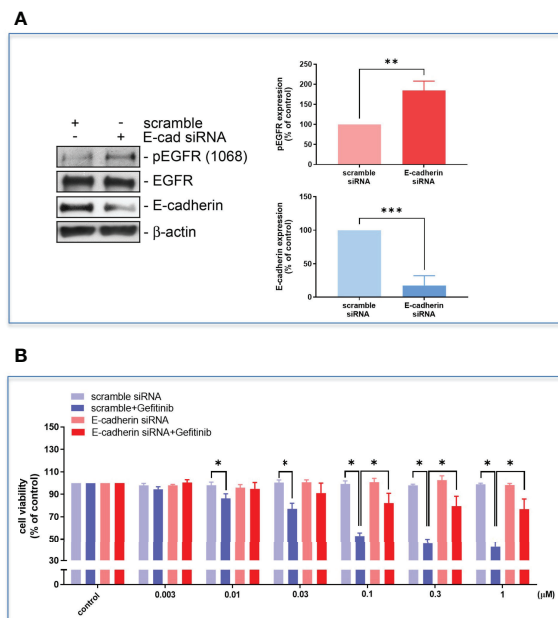 A
+ - scramble
- + E-cad siRNA
- pEGFR (1068)
- EGFR
- E-cadherin
- β-actin
pEGFR expression
(% of control)
250
200
150
100
50
0
**
scramble
siRNA
E-cadherin
siRNA
E-cadherin expression
(% of control)
150
100
50
0
***
scramble
siRNA
E-cadherin
siRNA
B
scramble siRNA
scramble+Gefitinib
E-cadherin siRNA
E-cadherin siRNA+Gefitinib
cell viability
(% of control)
150
130
110
90
70
50
30
0
* * * * * * * *
control 0.003 0.01 0.03 0.1 0.3 1 (μM)